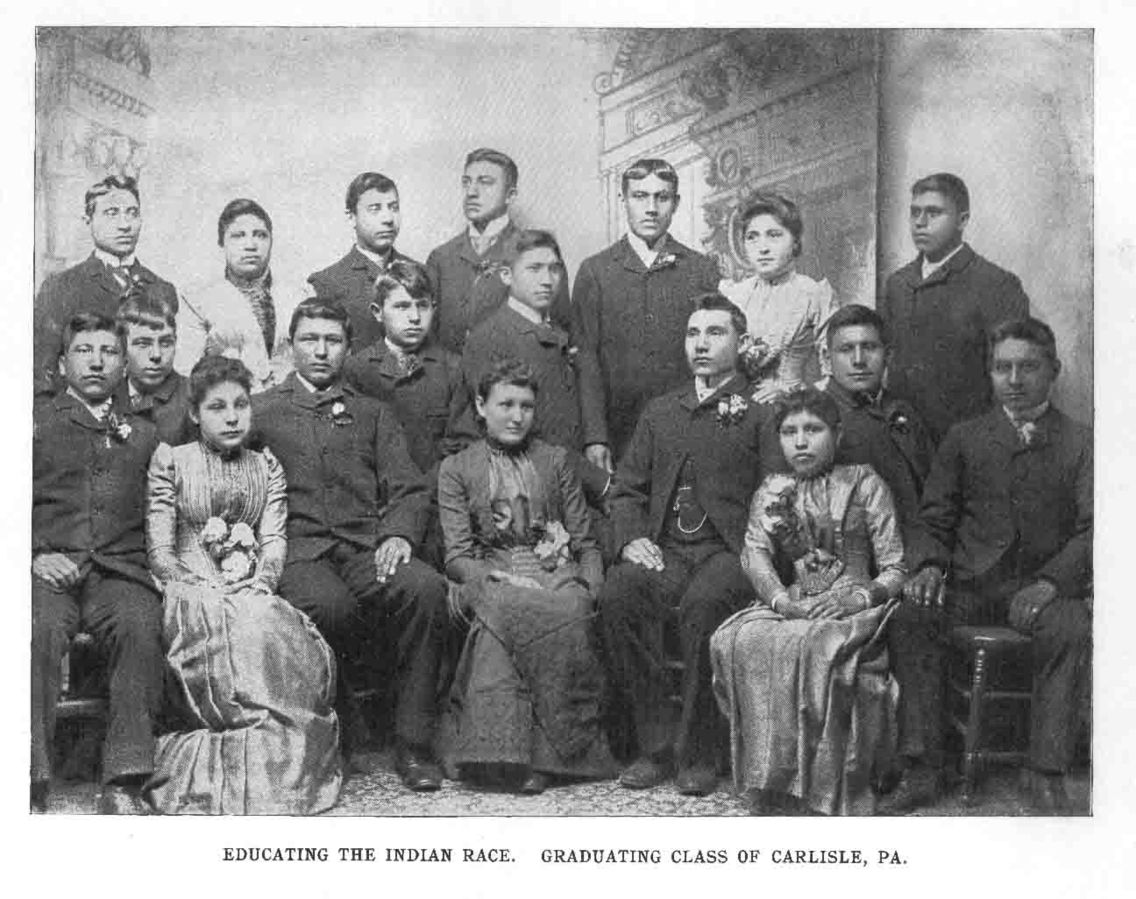 EDUCATING THE INDIAN RACE. GRADUATING CLASS OF CARLISLE, PA.